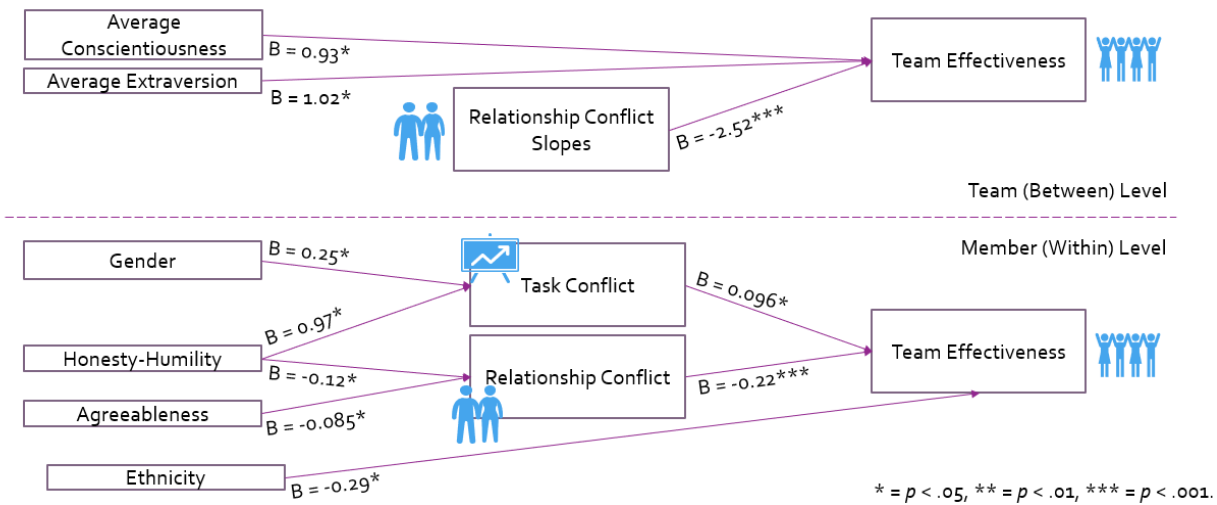 Average
Conscientiousness
B = 0.93*
Average Extraversion
B = 1.02*
Relationship Conflict
Slopes
B = -2.52***
Team Effectiveness
Team (Between) Level
Member (Within) Level
Gender
B = 0.25*
Task Conflict
B = 0.096*
Honesty-Humility
B = 0.97*
B = -0.12*
Relationship Conflict
B = -0.22***
Team Effectiveness
Agreeableness
B = -0.085*
Ethnicity
B = -0.29*
* = p < .05, ** = p < .01, *** = p < .001.